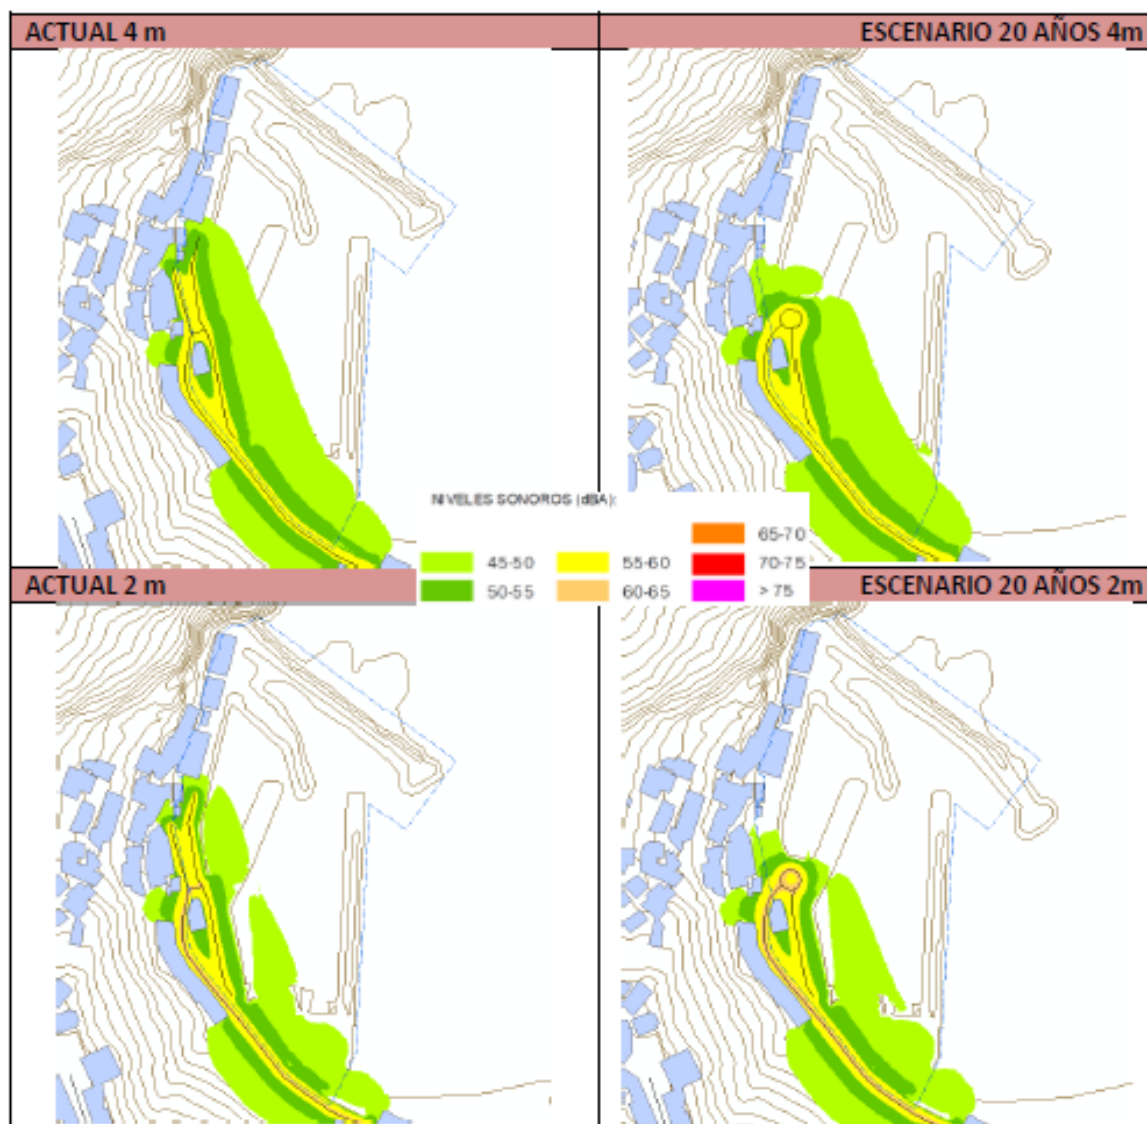 ACTUAL 4 m
ESCENARIO 20 AÑOS 4m
NIVELES SONOROS (dBA):
65-70
45-50 55-60 70-75
50-55 60-65 > 75
ACTUAL 2 m
ESCENARIO 20 AÑOS 2m